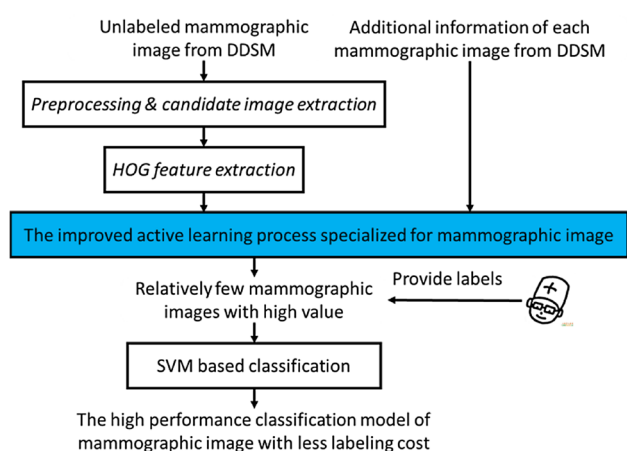 Unlabeled mammographic
image from DDSM
Additional information of each
mammographic image from DDSM
Preprocessing & candidate image extraction
HOG feature extraction
The improved active learning process specialized for mammographic image
Relatively few mammographic
images with high value
Provide labels
SVM based classification
The high performance classification model of
mammographic image with less labeling cost